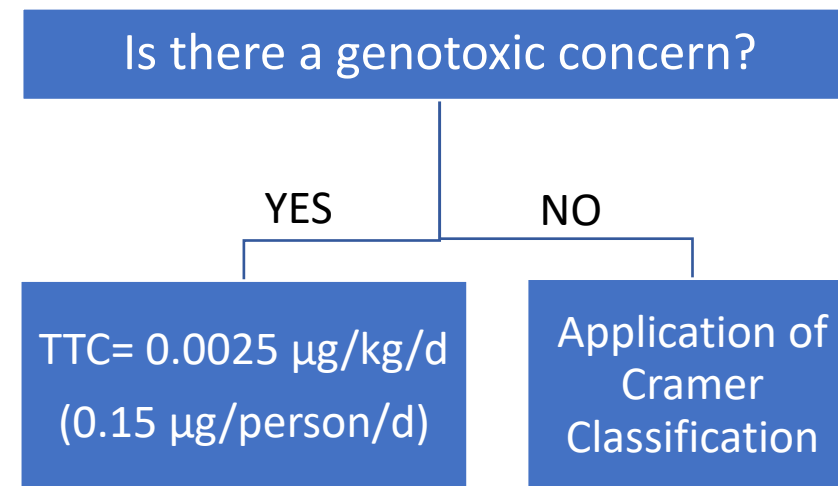 Is there a genotoxic concern?
YES
NO
TTC= 0.0025 µg/kg/d
(0.15 µg/person/d)
Application of
Cramer
Classification